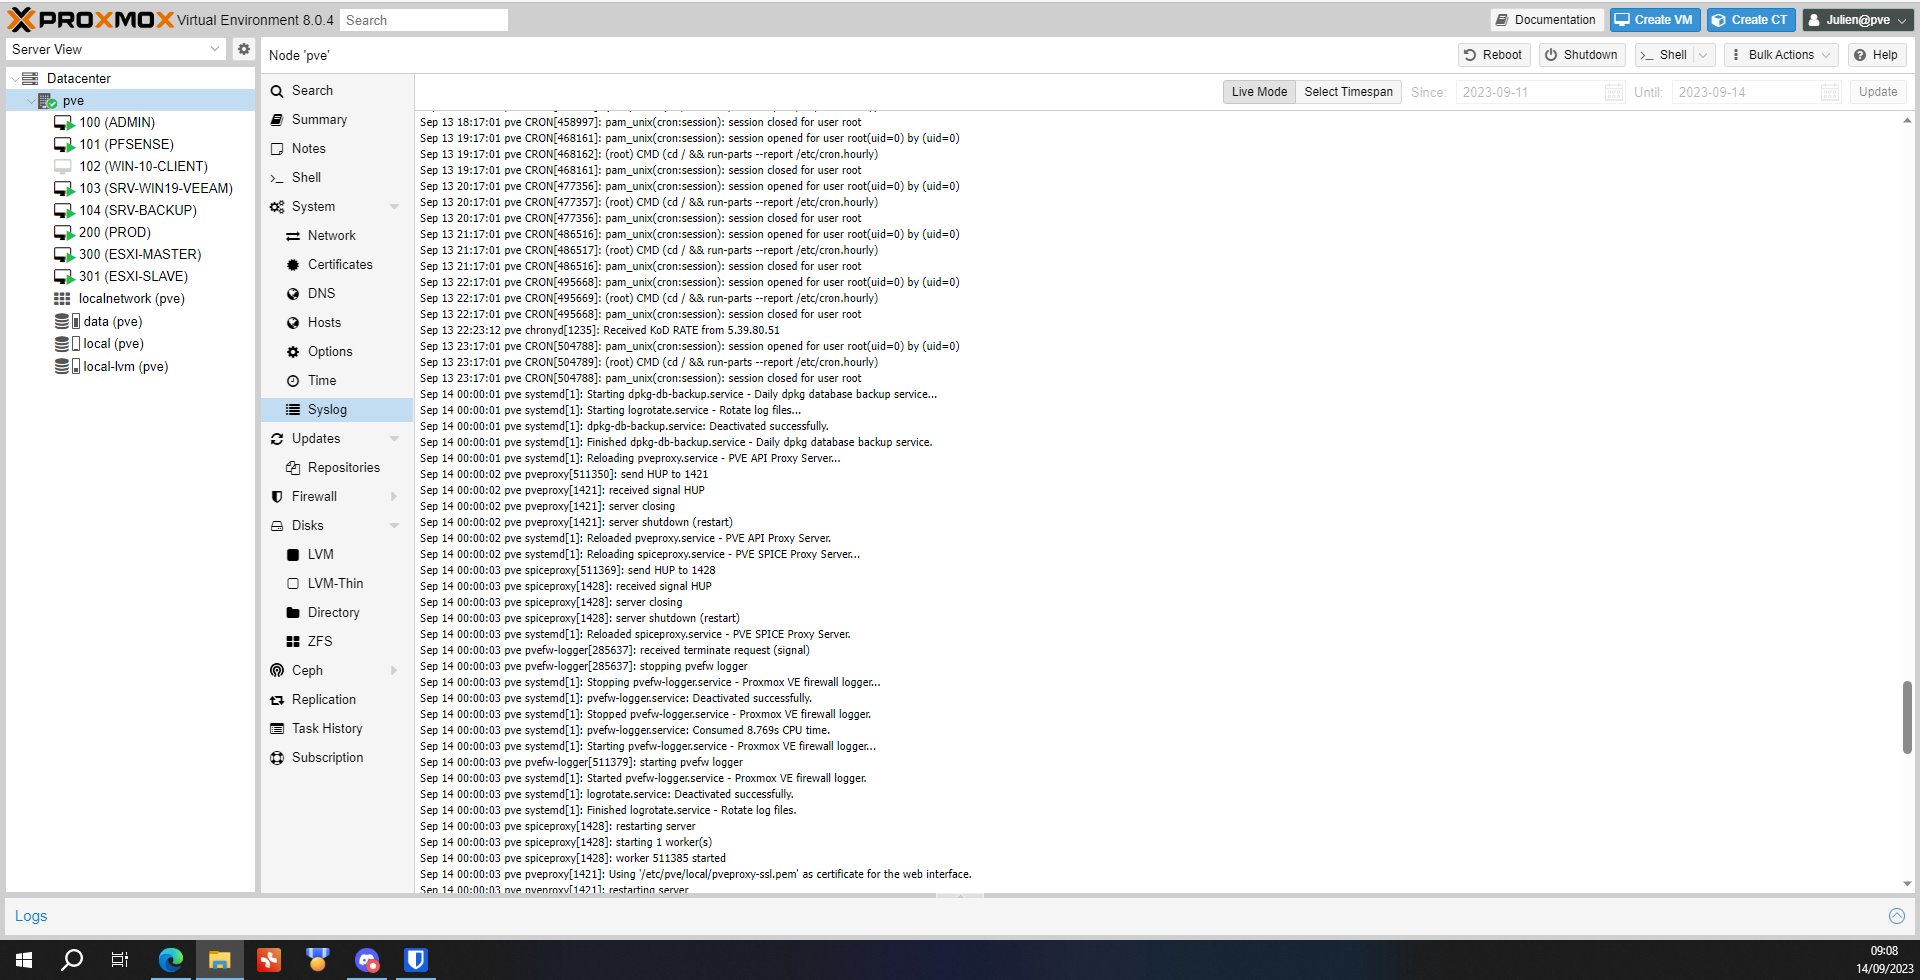 PROXMOX Virtual Environment 8.0.4 Search Documentation Create VM Create CT Julien@pve
Server View
Datacenter
pve
100 (ADMIN)
101 (PFSENSE)
102 (WIN-10-CLIENT)
103 (SRV-WIN19-VEEAM)
104 (SRV-BACKUP)
200 (PROD)
300 (ESXI-MASTER)
301 (ESXI-SLAVE)
localnetwork (pve)
data (pve)
local (pve)
local-lvm (pve)
Node 'pve' Reboot Shutdown Shell Bulk Actions Help
Search
Summary
Notes
Shell
System
Network
Certificates
DNS
Hosts
Options
Time
Syslog
Updates
Repositories
Firewall
Disks
LVM
LVM-Thin
Directory
ZFS
Ceph
Replication
Task History
Subscription
Live Mode Select Timespan Since: 2023-09-11 Until: 2023-09-14 Update
Sep 13 18:17:01 pve CRON[458997]: pam_unix(cron:session): session closed for user root
Sep 13 19:17:01 pve CRON[468161]: pam_unix(cron:session): session opened for user root(uid=0) by (uid=0)
Sep 13 19:17:01 pve CRON[468162]: (root) CMD (cd / && run-parts --report /etc/cron.hourly)
Sep 13 19:17:01 pve CRON[468161]: pam_unix(cron:session): session closed for user root
Sep 13 20:17:01 pve CRON[477356]: pam_unix(cron:session): session opened for user root(uid=0) by (uid=0)
Sep 13 20:17:01 pve CRON[477357]: (root) CMD (cd / && run-parts --report /etc/cron.hourly)
Sep 13 20:17:01 pve CRON[477356]: pam_unix(cron:session): session closed for user root
Sep 13 21:17:01 pve CRON[486516]: pam_unix(cron:session): session opened for user root(uid=0) by (uid=0)
Sep 13 21:17:01 pve CRON[486517]: (root) CMD (cd / && run-parts --report /etc/cron.hourly)
Sep 13 21:17:01 pve CRON[486516]: pam_unix(cron:session): session closed for user root
Sep 13 22:17:01 pve CRON[495668]: pam_unix(cron:session): session opened for user root(uid=0) by (uid=0)
Sep 13 22:17:01 pve CRON[495669]: (root) CMD (cd / && run-parts --report /etc/cron.hourly)
Sep 13 22:17:01 pve CRON[495668]: pam_unix(cron:session): session closed for user root
Sep 13 22:23:12 pve chronyd[1235]: Received KoD RATE from 5.39.80.51
Sep 13 23:17:01 pve CRON[504788]: pam_unix(cron:session): session opened for user root(uid=0) by (uid=0)
Sep 13 23:17:01 pve CRON[504789]: (root) CMD (cd / && run-parts --report /etc/cron.hourly)
Sep 13 23:17:01 pve CRON[504788]: pam_unix(cron:session): session closed for user root
Sep 14 00:00:01 pve systemd[1]: Starting dpkg-db-backup.service - Daily dpkg database backup service...
Sep 14 00:00:01 pve systemd[1]: Starting logrotate.service - Rotate log files...
Sep 14 00:00:01 pve systemd[1]: dpkg-db-backup.service: Deactivated successfully.
Sep 14 00:00:01 pve systemd[1]: Finished dpkg-db-backup.service - Daily dpkg database backup service.
Sep 14 00:00:01 pve systemd[1]: Reloading pveproxy.service - PVE API Proxy Server...
Sep 14 00:00:02 pve pveproxy[511350]: send HUP to 1421
Sep 14 00:00:02 pve pveproxy[1421]: received signal HUP
Sep 14 00:00:02 pve pveproxy[1421]: server closing
Sep 14 00:00:02 pve pveproxy[1421]: server shutdown (restart)
Sep 14 00:00:02 pve systemd[1]: Reloaded pveproxy.service - PVE API Proxy Server.
Sep 14 00:00:02 pve systemd[1]: Reloading spiceproxy.service - PVE SPICE Proxy Server...
Sep 14 00:00:03 pve spiceproxy[511369]: send HUP to 1428
Sep 14 00:00:03 pve spiceproxy[1428]: received signal HUP
Sep 14 00:00:03 pve spiceproxy[1428]: server closing
Sep 14 00:00:03 pve spiceproxy[1428]: server shutdown (restart)
Sep 14 00:00:03 pve systemd[1]: Reloaded spiceproxy.service - PVE SPICE Proxy Server.
Sep 14 00:00:03 pve pvefw-logger[285637]: received terminate request (signal)
Sep 14 00:00:03 pve pvefw-logger[285637]: stopping pvefw logger
Sep 14 00:00:03 pve systemd[1]: Stopping pvefw-logger.service - Proxmox VE firewall logger...
Sep 14 00:00:03 pve systemd[1]: pvefw-logger.service: Deactivated successfully.
Sep 14 00:00:03 pve systemd[1]: Stopped pvefw-logger.service - Proxmox VE firewall logger.
Sep 14 00:00:03 pve systemd[1]: pvefw-logger.service: Consumed 8.769s CPU time.
Sep 14 00:00:03 pve systemd[1]: Starting pvefw-logger.service - Proxmox VE firewall logger...
Sep 14 00:00:03 pve pvefw-logger[511379]: starting pvefw logger
Sep 14 00:00:03 pve systemd[1]: Started pvefw-logger.service - Proxmox VE firewall logger.
Sep 14 00:00:03 pve systemd[1]: logrotate.service: Deactivated successfully.
Sep 14 00:00:03 pve systemd[1]: Finished logrotate.service - Rotate log files.
Sep 14 00:00:03 pve spiceproxy[1428]: restarting server
Sep 14 00:00:03 pve spiceproxy[1428]: starting 1 worker(s)
Sep 14 00:00:03 pve spiceproxy[1428]: worker 511385 started
Sep 14 00:00:03 pve pveproxy[1421]: Using '/etc/pve/local/pveproxy-ssl.pem' as certificate for the web interface.
Sep 14 00:00:03 pve pveproxy[1421]: restarting server
Logs
09:08
14/09/2023